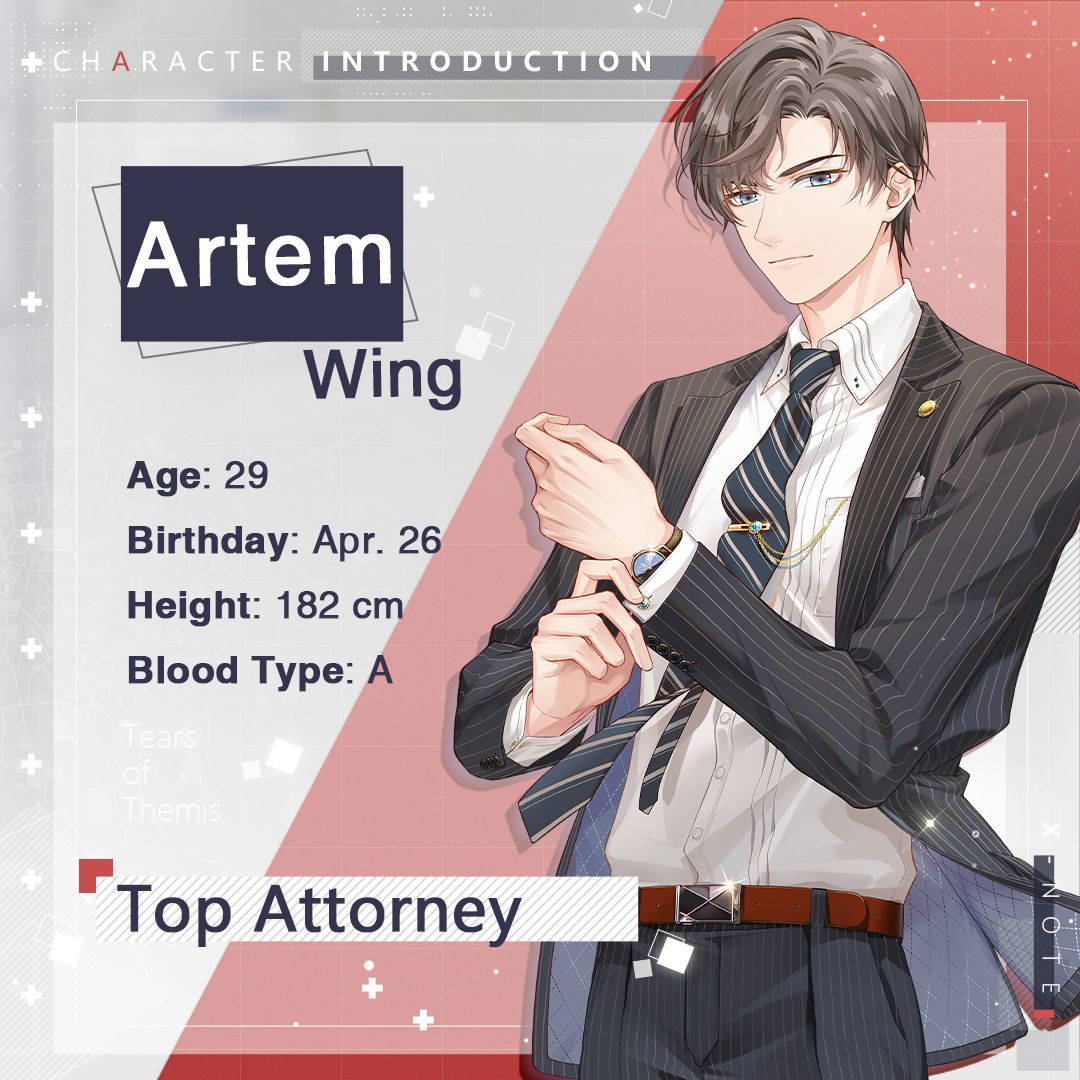 CHARACTER INTRODUCTION
Artem
Wing
Age: 29
Birthday: Apr. 26
Height: 182 cm
Blood Type: A
Tears
of
Themis
Top Attorney
X-NOTE